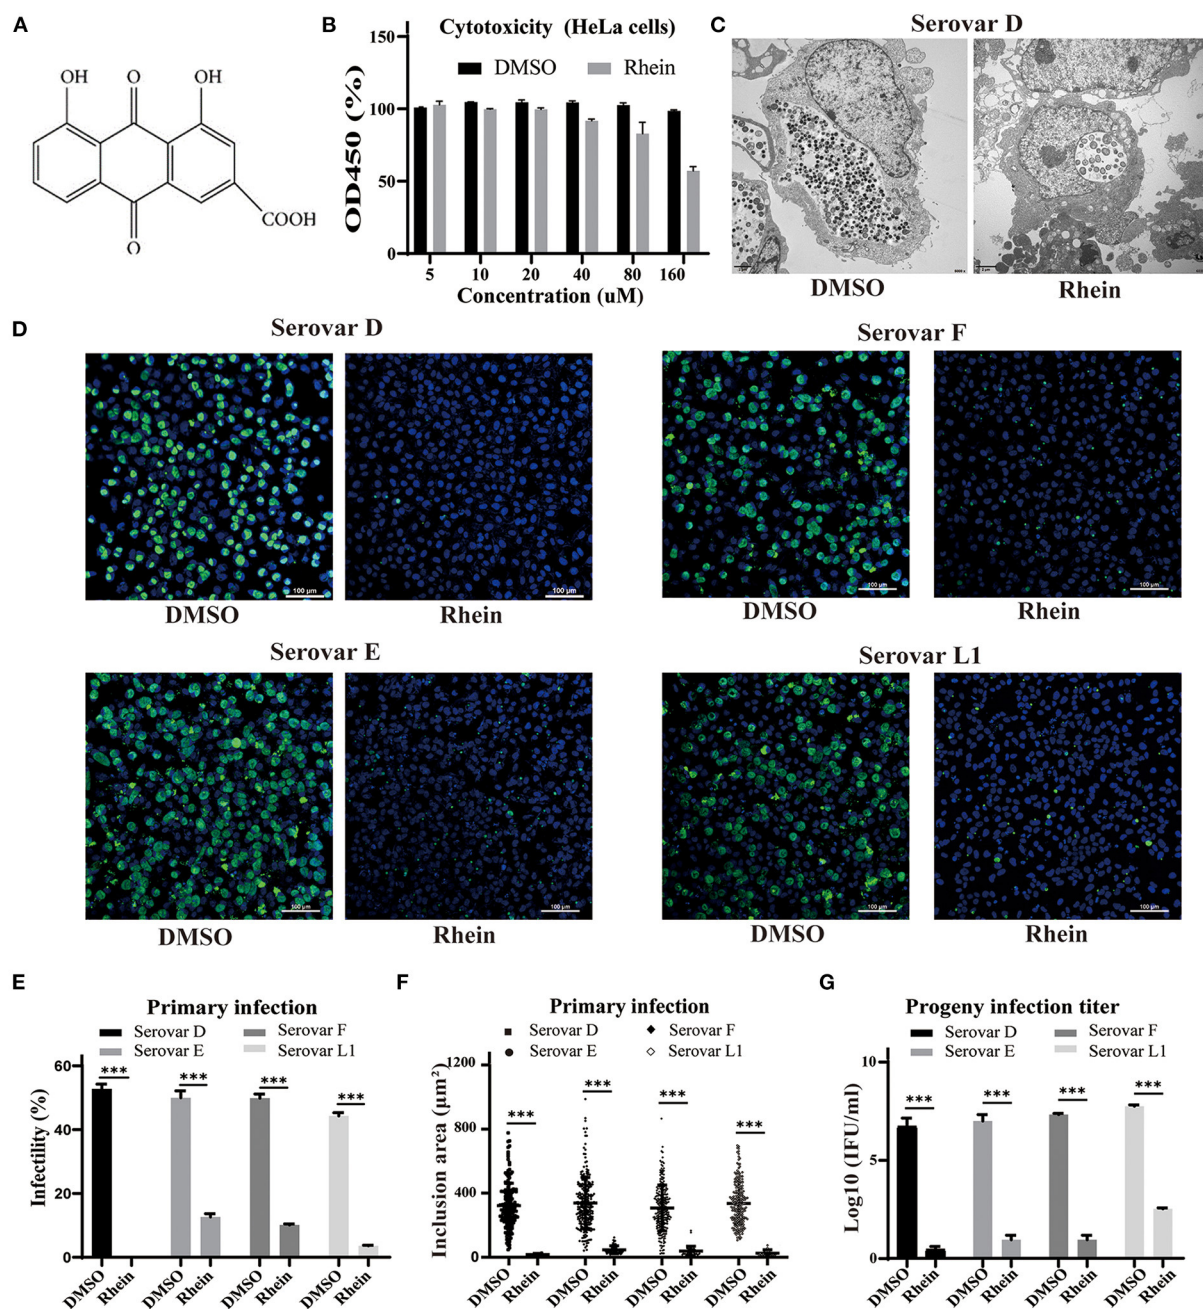 A
OH
O
OH
COOH
O
B
Cytotoxicity (HeLa cells)
DMSO
Rhein
OD450 (%)
150
100
50
0
5
10
20
40
80
160
Concentration (uM)
C
Serovar D
DMSO
Rhein
D
Serovar D
100 µm
100 µm
DMSO
Rhein
Serovar F
100 µm
100 µm
DMSO
Rhein
Serovar E
100 µm
100 µm
DMSO
Rhein
Serovar L1
100 µm
100 µm
DMSO
Rhein
E
Primary infection
Serovar D
Serovar F
Serovar E
Serovar L1
Infectility (%)
60
40
20
0
***
***
***
***
DMSO
Rhein
DMSO
Rhein
DMSO
Rhein
DMSO
Rhein
F
Primary infection
Serovar D
Serovar F
Serovar E
Serovar L1
Inclusion area (µm²)
1200
800
400
0
***
***
***
***
DMSO
Rhein
DMSO
Rhein
DMSO
Rhein
DMSO
Rhein
G
Progeny infection titer
Serovar D
Serovar F
Serovar E
Serovar L1
Log10 (IFU/ml)
10
5
0
***
***
***
***
DMSO
Rhein
DMSO
Rhein
DMSO
Rhein
DMSO
Rhein